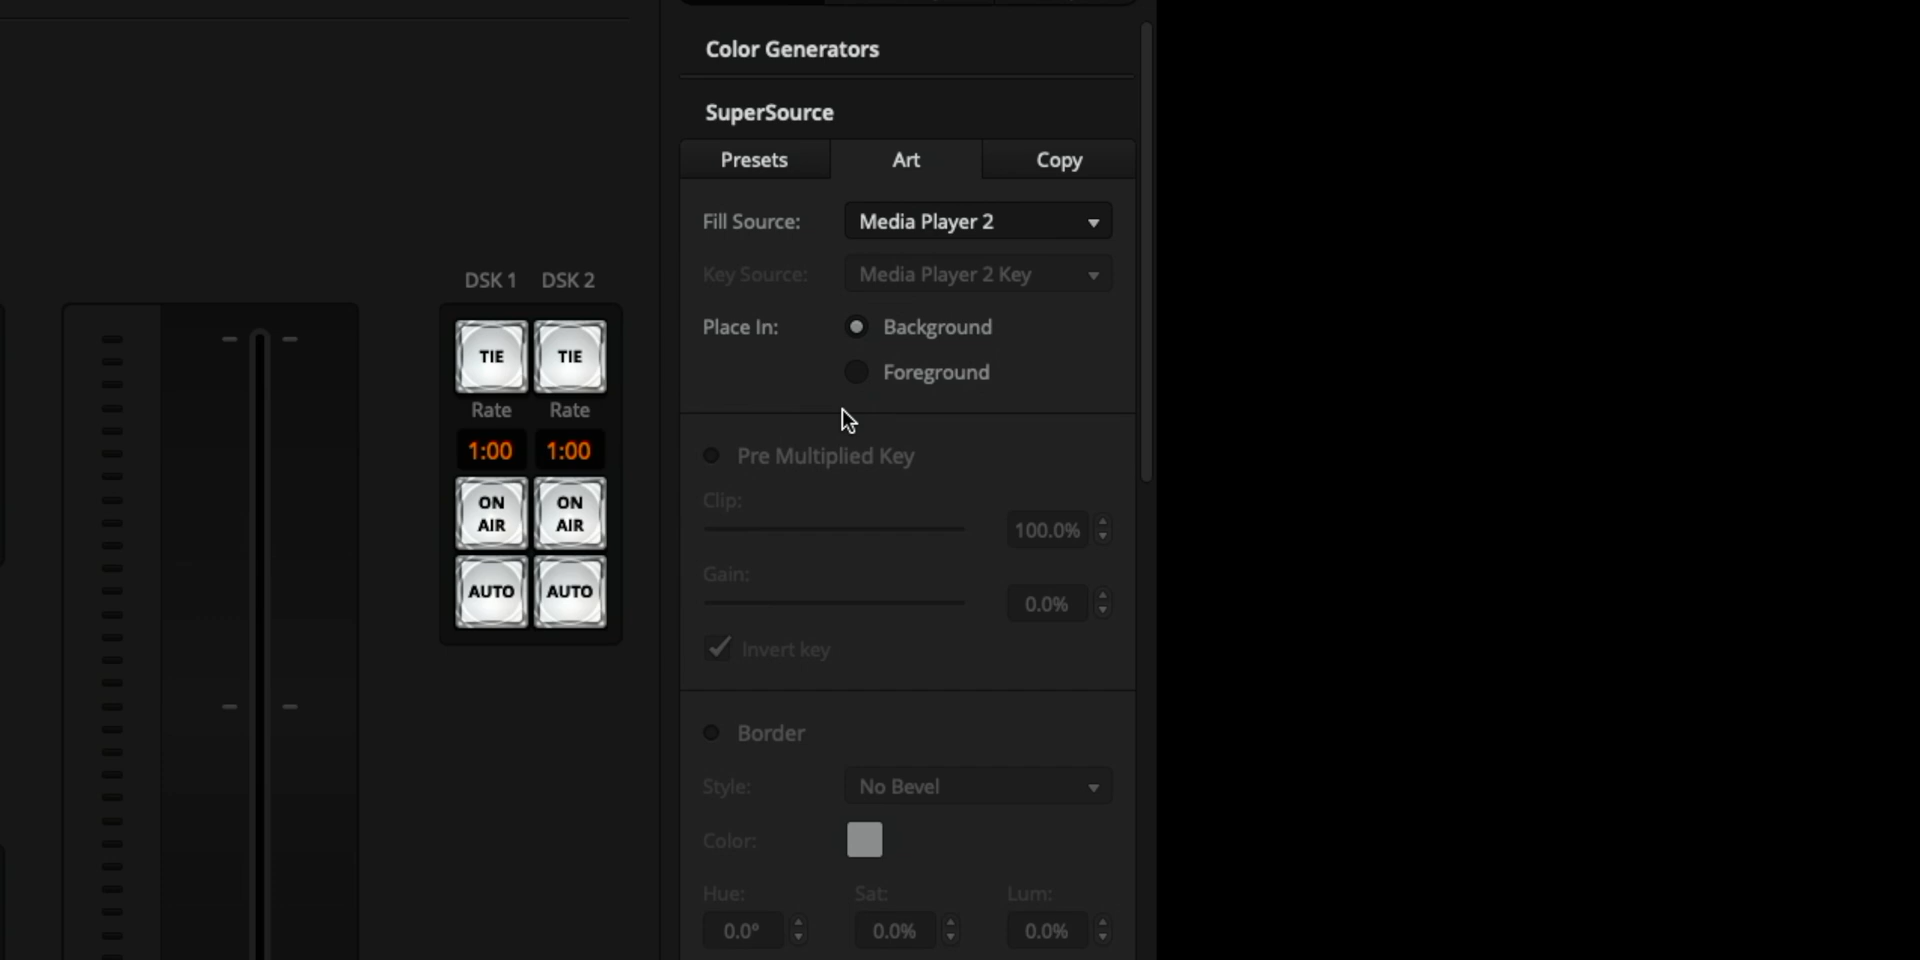 Color Generators
SuperSource
Presets Art Copy
Fill Source: Media Player 2
Key Source: Media Player 2 Key
Place In: Background
Foreground
DSK 1 DSK 2
TIE TIE
Rate Rate
1:00 1:00
ON AIR ON AIR
AUTO AUTO
Pre Multiplied Key
Clip:
100.0%
Gain:
0.0%
Invert key
Border
Style: No Bevel
Color:
Hue: Sat: Lum:
0.0° 0.0% 0.0%